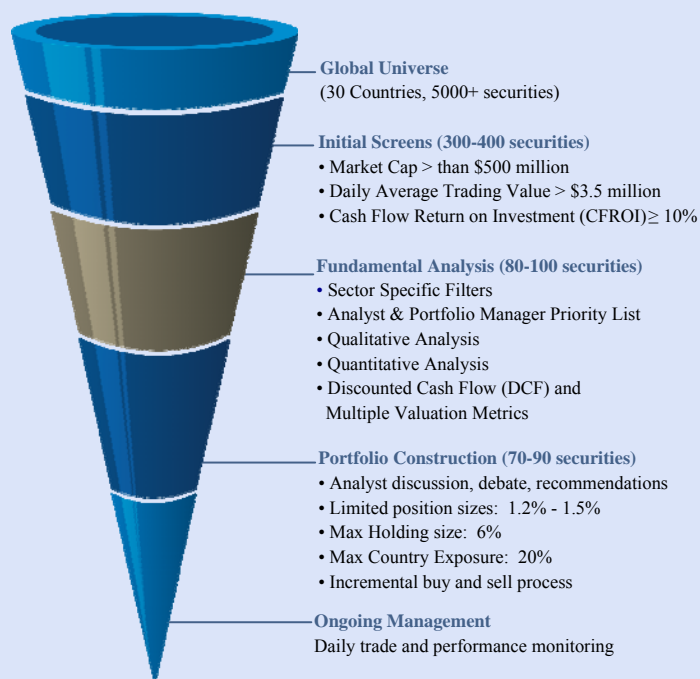 Global Universe
(30 Countries, 5000+ securities)
Initial Screens (300-400 securities)
• Market Cap > than $500 million
• Daily Average Trading Value > $3.5 million
• Cash Flow Return on Investment (CFROI) ≥ 10%
Fundamental Analysis (80-100 securities)
• Sector Specific Filters
• Analyst & Portfolio Manager Priority List
• Qualitative Analysis
• Quantitative Analysis
• Discounted Cash Flow (DCF) and
Multiple Valuation Metrics
Portfolio Construction (70-90 securities)
• Analyst discussion, debate, recommendations
• Limited position sizes: 1.2% - 1.5%
• Max Holding size: 6%
• Max Country Exposure: 20%
• Incremental buy and sell process
Ongoing Management
Daily trade and performance monitoring